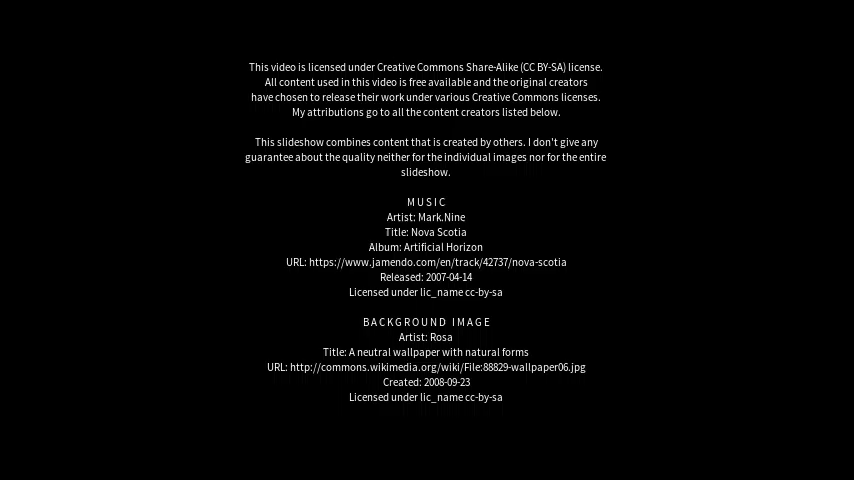 This video is licensed under Creative Commons Share-Alike (CC BY-SA) license.
All content used in this video is free available and the original creators
have chosen to release their work under various Creative Commons licenses.
My attributions go to all the content creators listed below.
This slideshow combines content that is created by others. I don't give any
guarantee about the quality neither for the individual images nor for the entire
slideshow.
MUSIC
Artist: Mark.Nine
Title: Nova Scotia
Album: Artificial Horizon
URL: https://www.jamendo.com/en/track/42737/nova-scotia
Released: 2007-04-14
Licensed under lic_name cc-by-sa
BACKGROUND IMAGE
Artist: Rosa
Title: A neutral wallpaper with natural forms
URL: http://commons.wikimedia.org/wiki/File:88829-wallpaper06.jpg
Created: 2008-09-23
Licensed under lic_name cc-by-sa